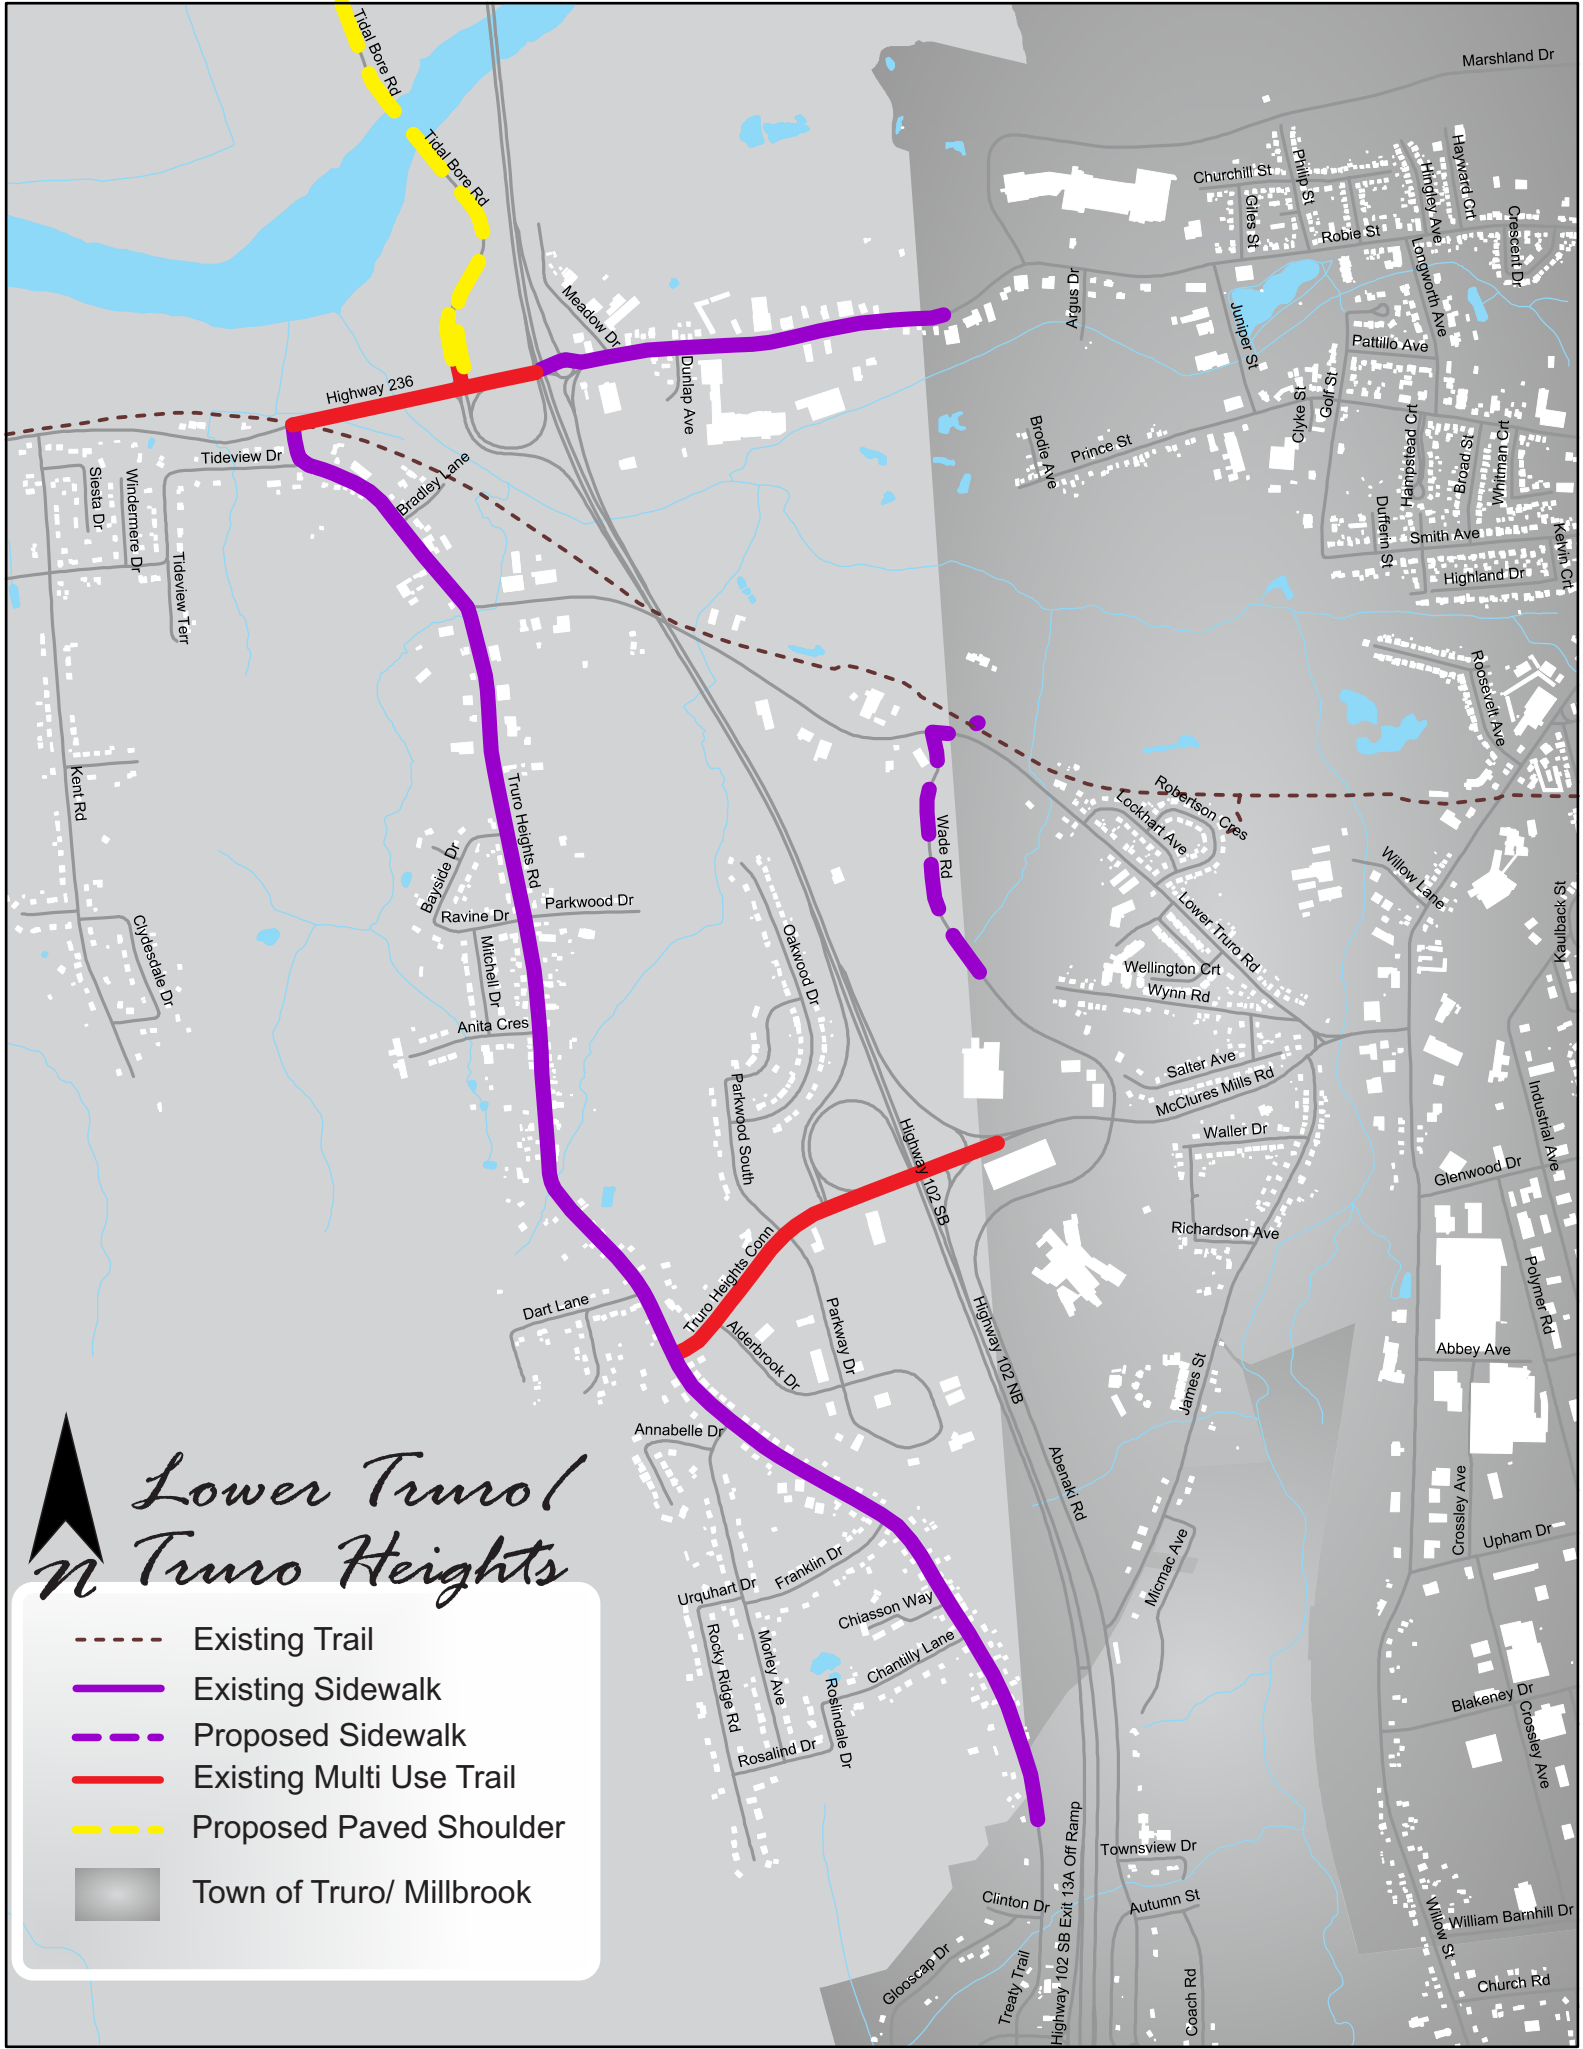 Marshland Dr
Tidal Bore Rd
Tidal Bore Rd
Churchill St
Philip St
Hayward Crt
Hingley Ave
Giles St
Robie St
Crescent Dr
Longworth Ave
Argus Dr
Juniper St
Meadow Dr
Pattillo Ave
Dunlap Ave
Highway 236
Golf St
Clyke St
Hampstead Crt
Broad St
Whitman Crt
Brodie Ave
Prince St
Tideview Dr
Bradley Lane
Siesta Dr
Windermere Dr
Dufferin St
Smith Ave
Kelvin Crt
Highland Dr
Tideview Terr
Roosevelt Ave
Kent Rd
Truro Heights Rd
Wade Rd
Robertson Cres
Lockhart Ave
Willow Lane
Bayside Dr
Ravine Dr
Parkwood Dr
Clydesdale Dr
Mitchell Dr
Oakwood Dr
Lower Truro Rd
Kaulback St
Wellington Crt
Wynn Rd
Anita Cres
Salter Ave
McClures Mills Rd
Parkwood South
Highway 102 SB
Waller Dr
Industrial Ave
Glenwood Dr
Richardson Ave
Truro Heights Conn
Polymer Rd
Dart Lane
Alderbrook Dr
Parkway Dr
Highway 102 NB
James St
Abbey Ave
Annabelle Dr
Abenaki Rd
Crossley Ave
Upham Dr
Micmac Ave
Franklin Dr
Urquhart Dr
Chiasson Way
Rocky Ridge Rd
Morley Ave
Chantilly Lane
Roslindale Dr
Rosalind Dr
Blakeney Dr
Crossley Ave
Highway 102 SB Exit 13A Off Ramp
Townsview Dr
Clinton Dr
Autumn St
Willow St
William Barnhill Dr
Glooscap Dr
Treaty Trail
Coach Rd
Church Rd
n
Lower Truro/
Truro Heights
Existing Trail
Existing Sidewalk
Proposed Sidewalk
Existing Multi Use Trail
Proposed Paved Shoulder
Town of Truro/ Millbrook